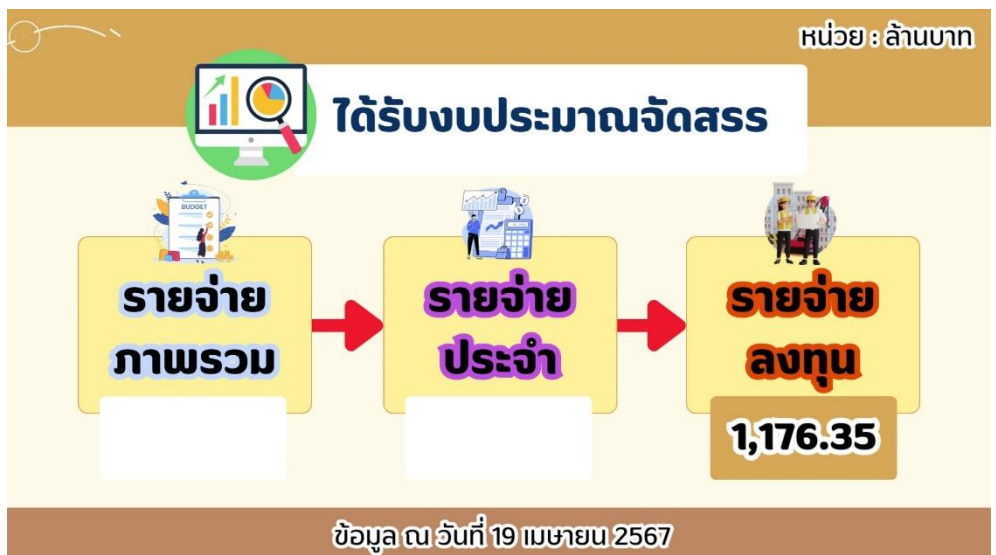 หน่วย : ล้านบาท
ได้รับงบประมาณจัดสรร
BUDGET
รายจ่าย
ภาพรวม
รายจ่าย
ประจำ
รายจ่าย
ลงทุน
1,176.35
ข้อมูล ณ วันที่ 19 เมษายน 2567